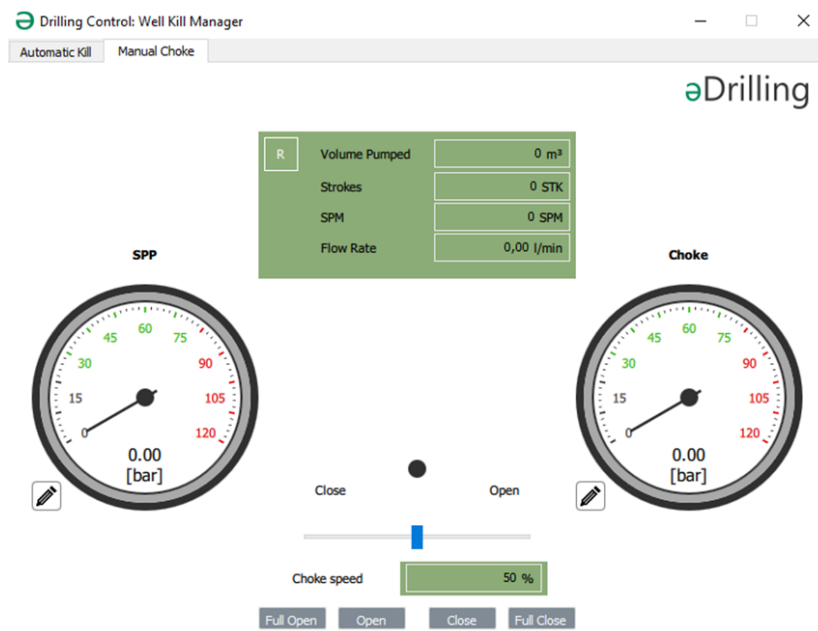 Drilling Control: Well Kill Manager
Automatic Kill Manual Choke
əDrilling
R Volume Pumped 0 m³
Strokes 0 STK
SPM 0 SPM
Flow Rate 0,00 l/min
SPP
0 15 30 45 60 75 90 105 120
0.00
[bar]
Choke
0 15 30 45 60 75 90 105 120
0.00
[bar]
Close Open
Choke speed 50 %
Full Open Open Close Full Close